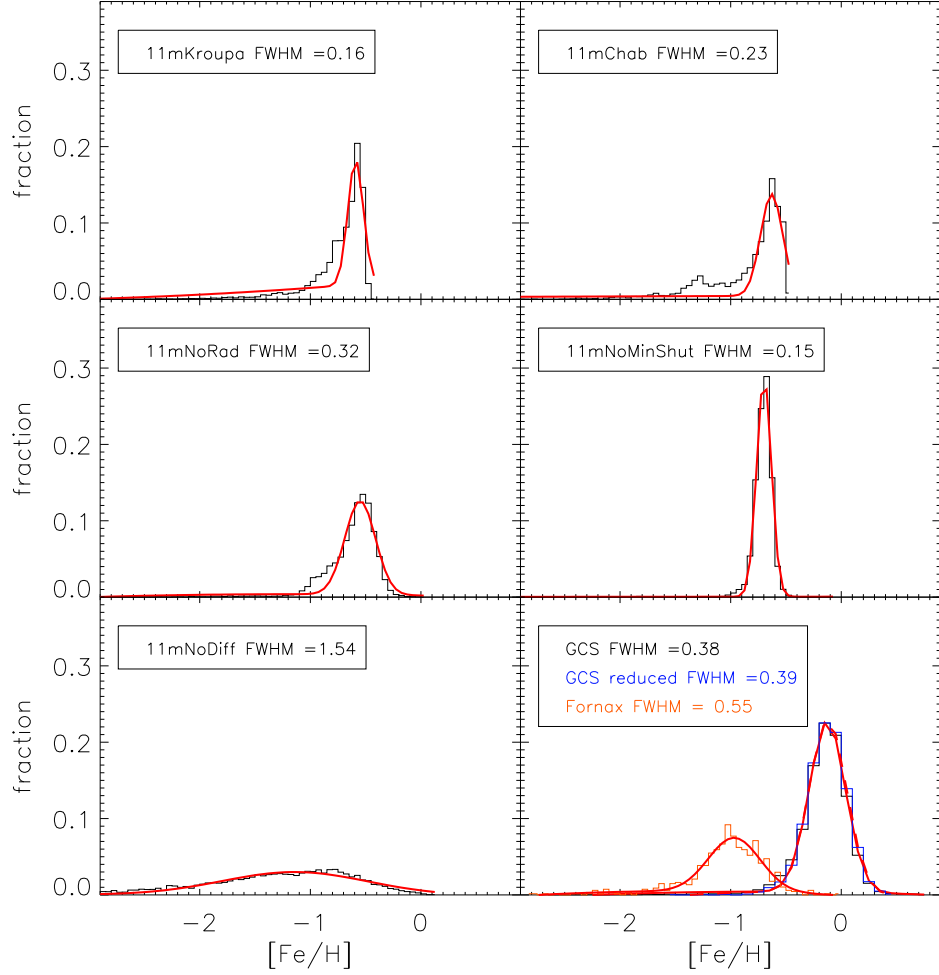 11mKroupa FWHM =0.16
11mChab FWHM =0.23
0.3
0.2
0.1
0.0
fraction
11mNoRad FWHM =0.32
11mNoMinShut FWHM =0.15
0.3
0.2
0.1
0.0
fraction
11mNoDiff FWHM =1.54
GCS FWHM =0.38
GCS reduced FWHM =0.39
Fornax FWHM = 0.55
0.3
0.2
0.1
0.0
fraction
−2 −1 0
−2 −1 0
[Fe/H]
[Fe/H]